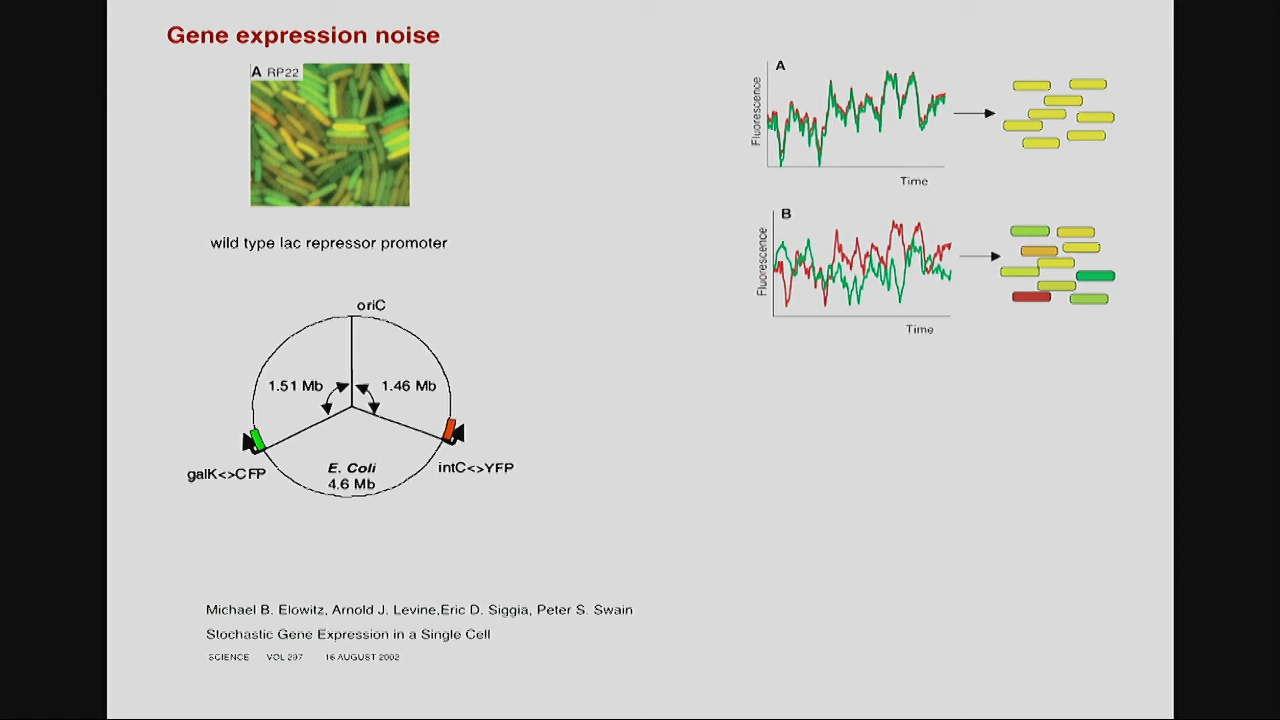 Gene expression noise
A RP22
wild type lac repressor promoter
oriC
1.51 Mb
1.46 Mb
galK<>CFP
E. Coli
4.6 Mb
intC<>YFP
A
Fluorescence
Time
B
Fluorescence
Time
Michael B. Elowitz, Arnold J. Levine,Eric D. Siggia, Peter S. Swain
Stochastic Gene Expression in a Single Cell
SCIENCE VOL 297 16 AUGUST 2002